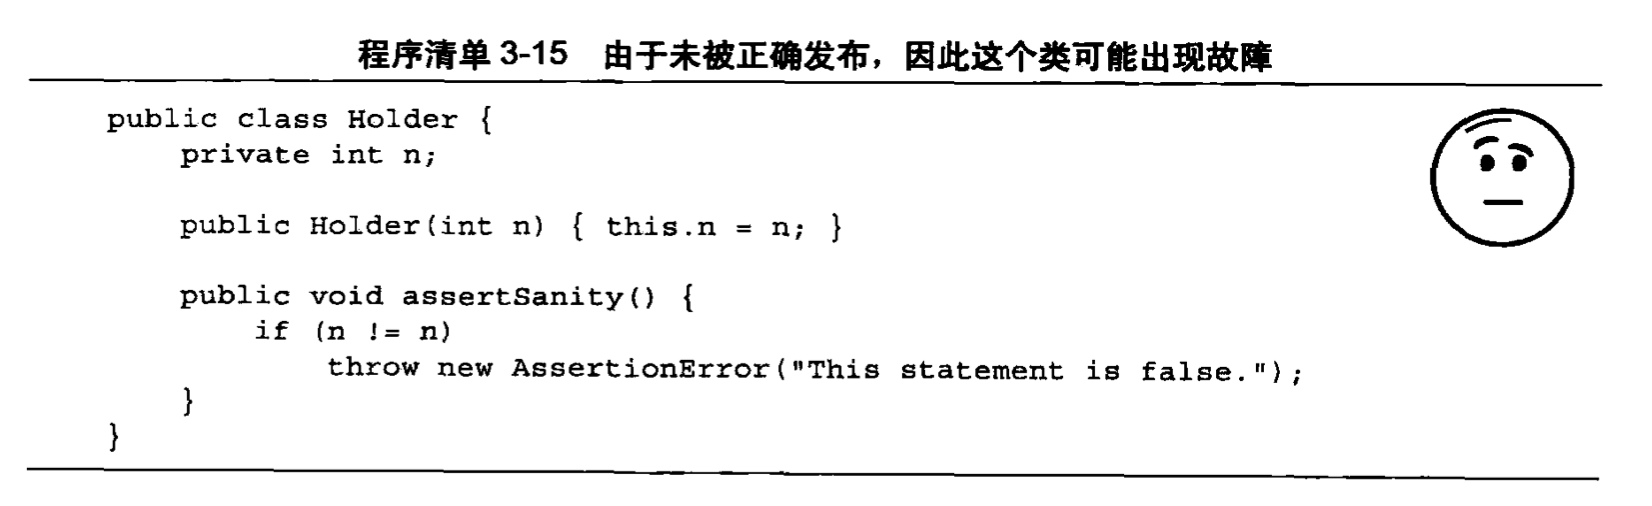 程序清单 3-15 由于未被正确发布，因此这个类可能出现故障
public class Holder {
    private int n;
    public Holder(int n) { this.n = n; }
    public void assertSanity() {
        if (n != n)
            throw new AssertionError("This statement is false.");
    }
}